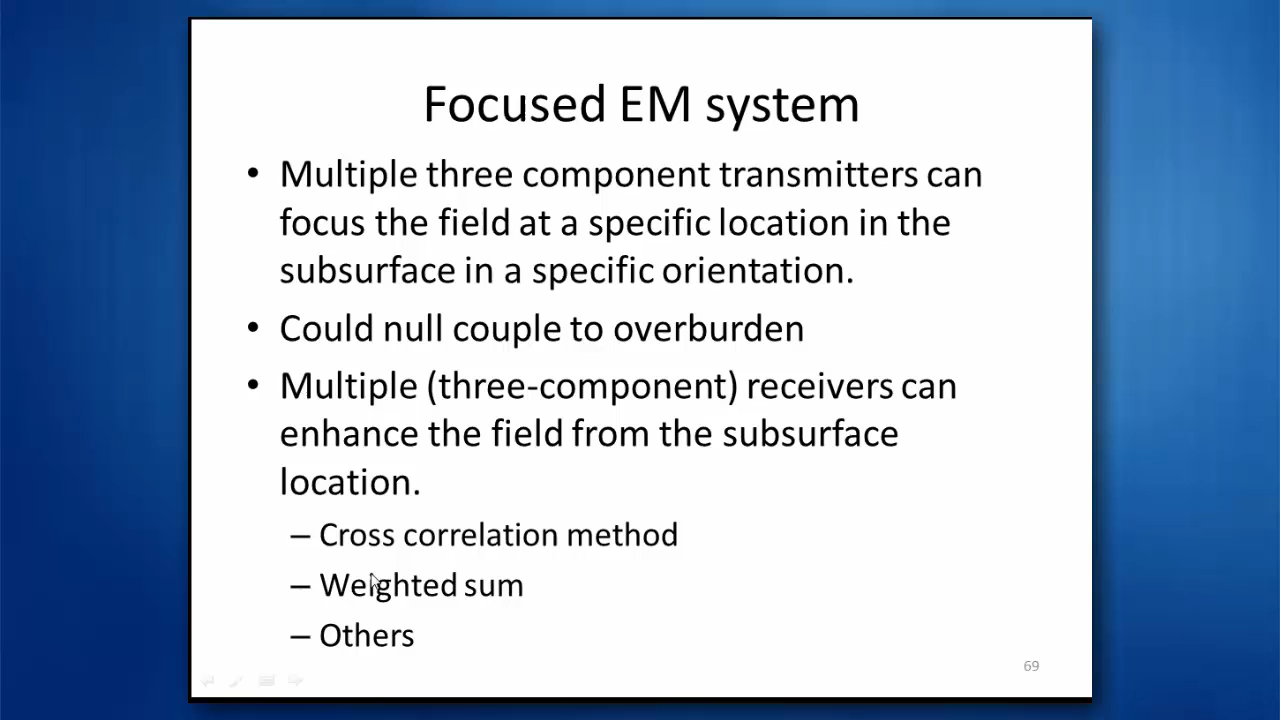 Focused EM system
• Multiple three component transmitters can
focus the field at a specific location in the
subsurface in a specific orientation.
• Could null couple to overburden
• Multiple (three-component) receivers can
enhance the field from the subsurface
location.
– Cross correlation method
– Weighted sum
– Others
69